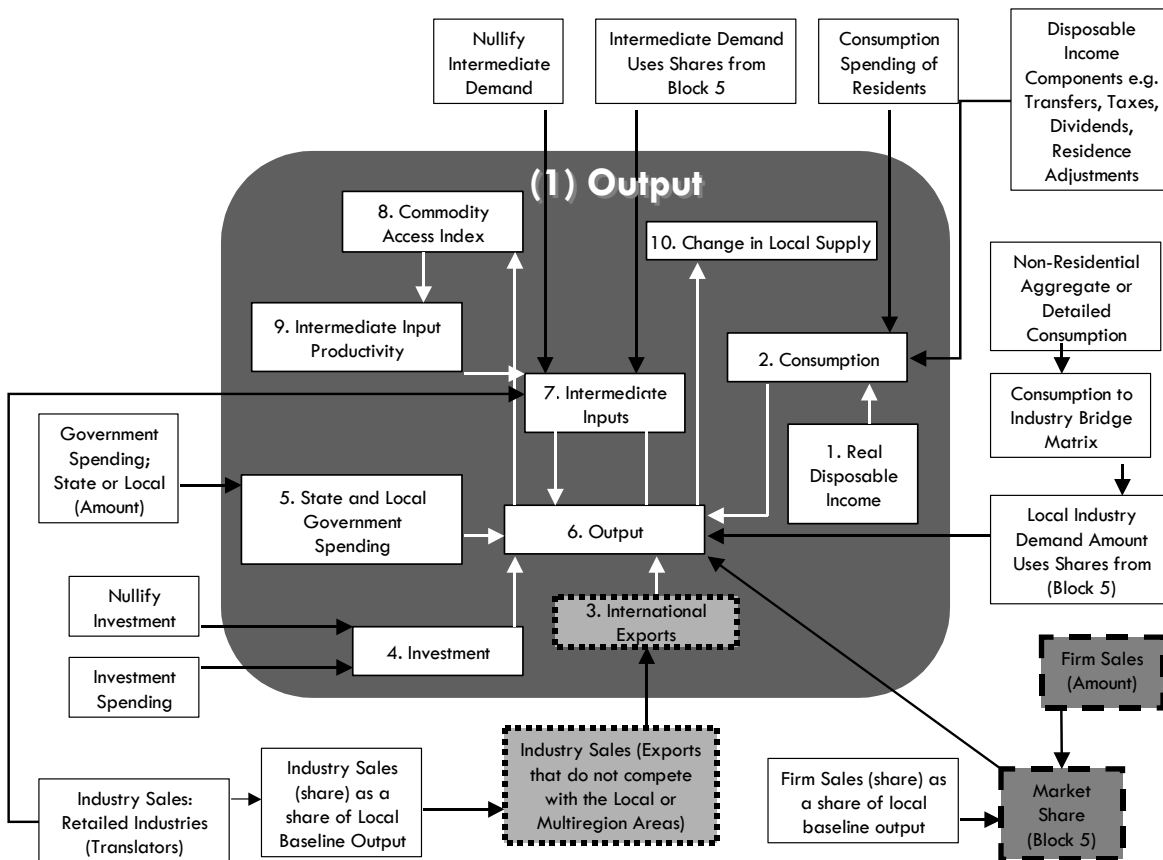 Nullify
Intermediate
Demand
Intermediate Demand
Uses Shares from
Block 5
Consumption
Spending of
Residents
Disposable
Income
Components e.g.
Transfers, Taxes,
Dividends,
Residence
Adjustments
(1) Output
8. Commodity
Access Index
10. Change in Local Supply
9. Intermediate Input
Productivity
2. Consumption
Non-Residential
Aggregate or
Detailed
Consumption
7. Intermediate
Inputs
Consumption to
Industry Bridge
Matrix
Government
Spending;
State or Local
(Amount)
5. State and Local
Government
Spending
1. Real
Disposable
Income
6. Output
Local Industry
Demand Amount
Uses Shares from
(Block 5)
Nullify
Investment
3. International
Exports
4. Investment
Investment
Spending
Firm Sales
(Amount)
Industry Sales:
Retailed Industries
(Translators)
Industry Sales
(share) as a
share of Local
Baseline Output
Industry Sales (Exports
that do not compete
with the Local or
Multiregion Areas)
Firm Sales (share) as
a share of local
baseline output
Market
Share
(Block 5)